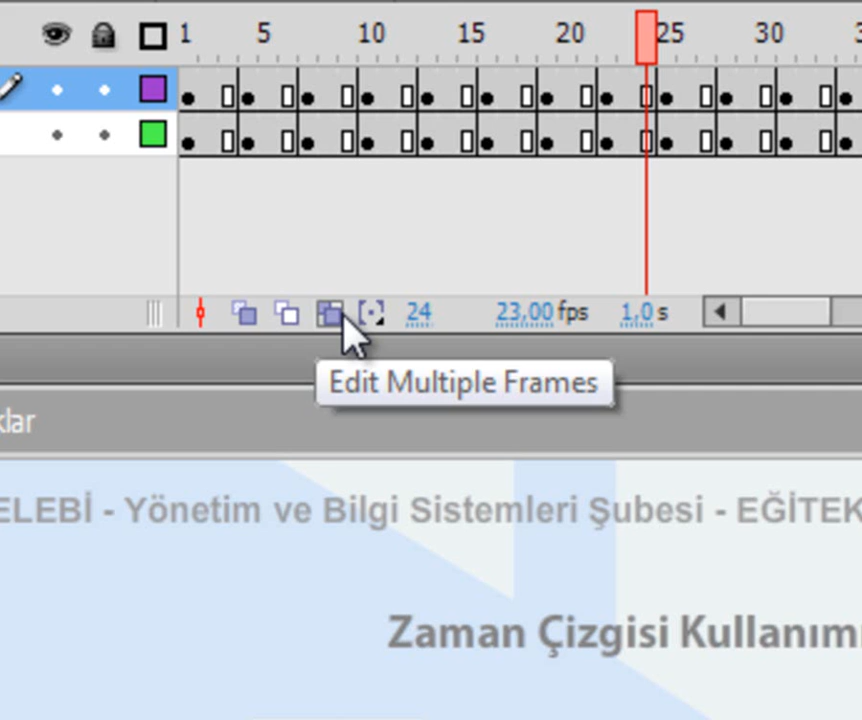 1 5 10 15 20 25 30
24 23,00 fps 1,0 s
Edit Multiple Frames
klar
ELEBİ - Yönetim ve Bilgi Sistemleri Şubesi - EĞİTEK
Zaman Çizgisi Kullanımı